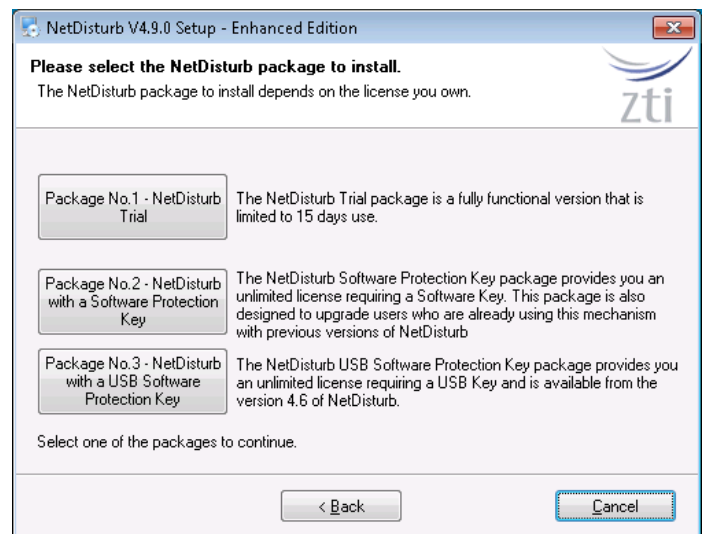 NetDisturb V4.9.0 Setup - Enhanced Edition
Please select the NetDisturb package to install.
The NetDisturb package to install depends on the license you own.
zti
Package No.1 - NetDisturb
Trial
The NetDisturb Trial package is a fully functional version that is
limited to 15 days use.
Package No.2 - NetDisturb
with a Software Protection
Key
The NetDisturb Software Protection Key package provides you an
unlimited license requiring a Software Key. This package is also
designed to upgrade users who are already using this mechanism
with previous versions of NetDisturb
Package No.3 - NetDisturb
with a USB Software
Protection Key
The NetDisturb USB Software Protection Key package provides you
an unlimited license requiring a USB Key and is available from the
version 4.6 of NetDisturb.
Select one of the packages to continue.
< Back
Cancel